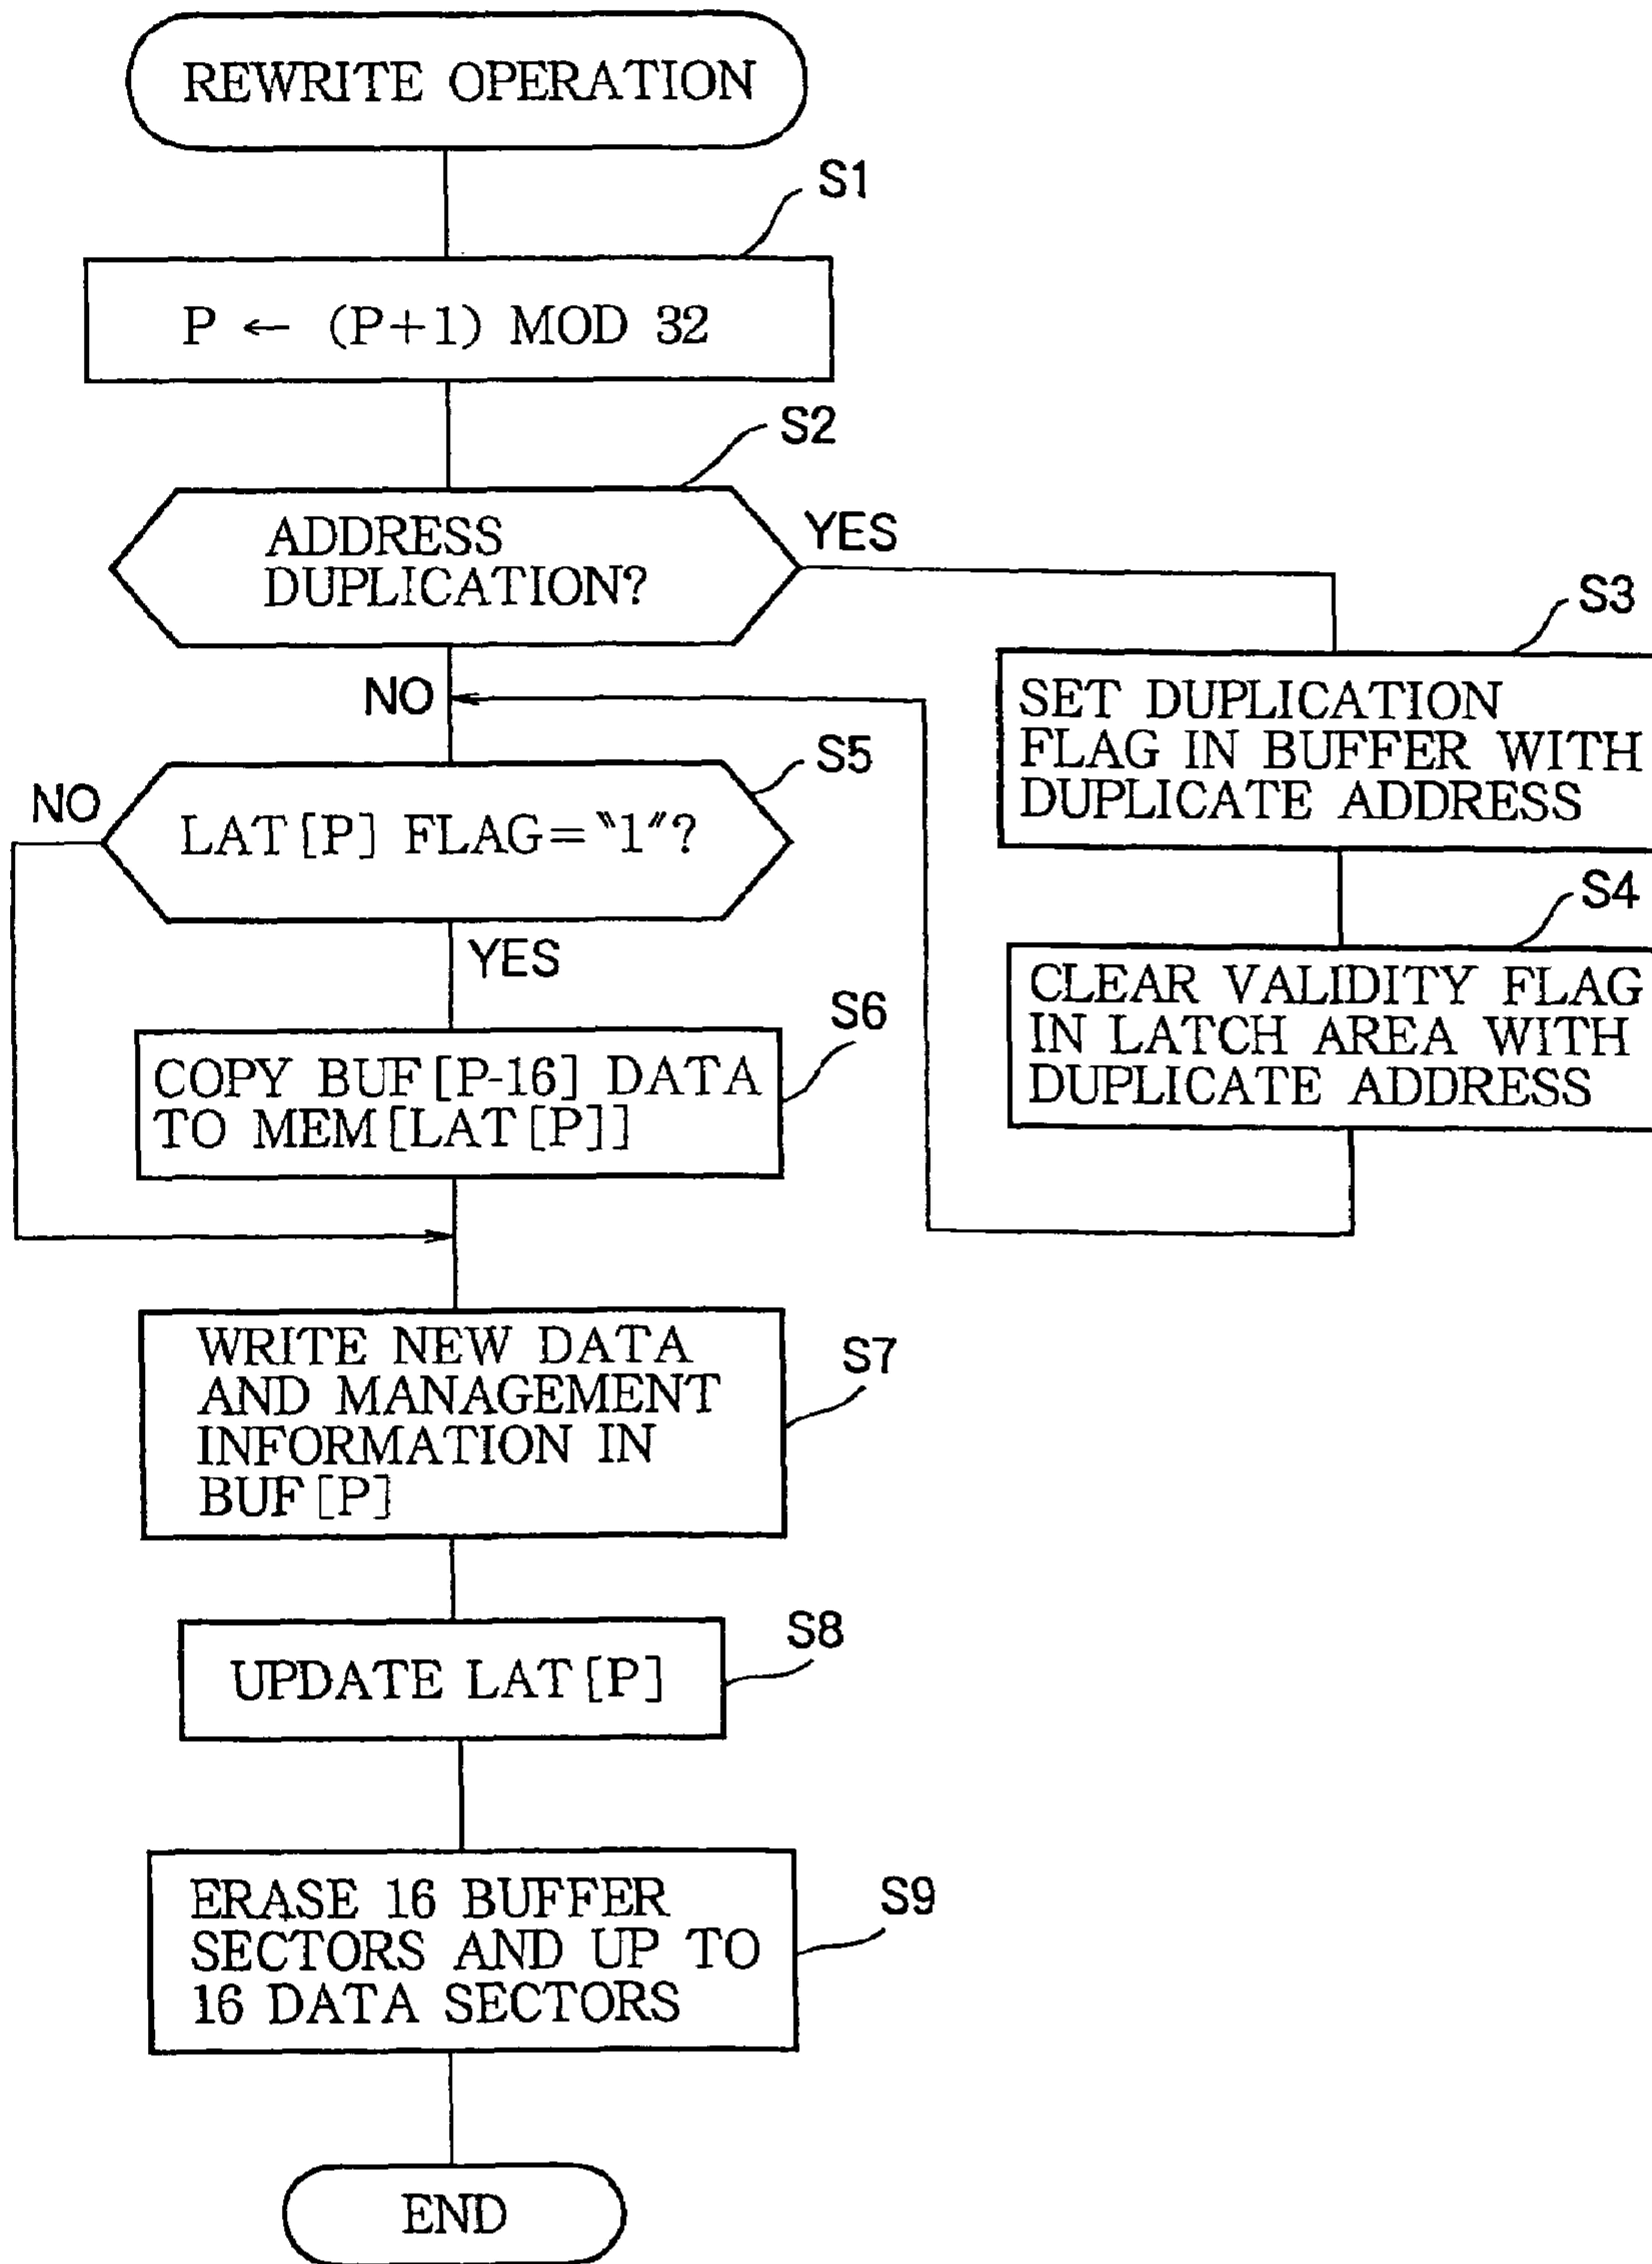 REWRITE OPERATION
S1
P ← (P+1) MOD 32
S2
ADDRESS
DUPLICATION?
YES
NO
S3
SET DUPLICATION
FLAG IN BUFFER WITH
DUPLICATE ADDRESS
S4
CLEAR VALIDITY FLAG
IN LATCH AREA WITH
DUPLICATE ADDRESS
S5
NO
LAT[P] FLAG=〝1″?
YES
S6
COPY BUF[P-16] DATA
TO MEM[LAT[P]]
S7
WRITE NEW DATA
AND MANAGEMENT
INFORMATION IN
BUF[P]
S8
UPDATE LAT[P]
S9
ERASE 16 BUFFER
SECTORS AND UP TO
16 DATA SECTORS
END